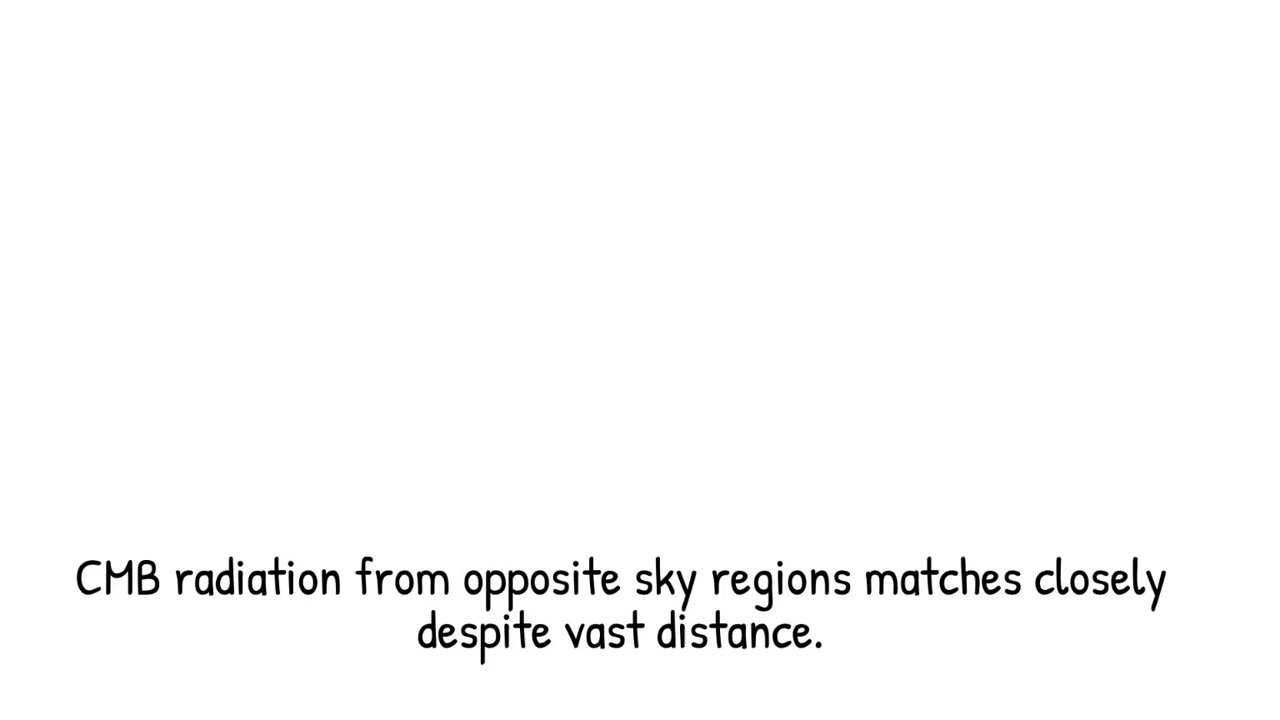 CMB radiation from opposite sky regions matches closely
despite vast distance.